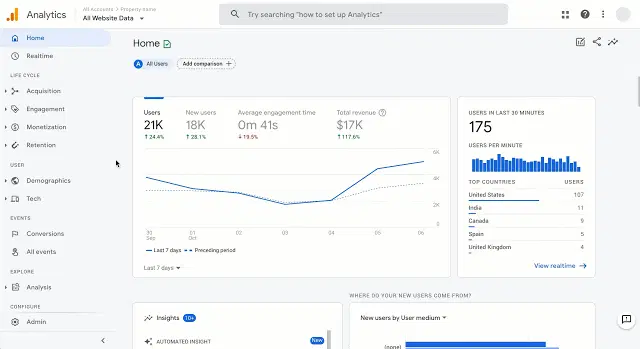 Analytics
All Accounts > Property name
All Website Data
Try searching "how to set up Analytics"
Home
Realtime
LIFE CYCLE
Acquisition
Engagement
Monetization
Retention
USER
Demographics
Tech
EVENTS
Conversions
All events
EXPLORE
Analysis
CONFIGURE
Admin
Home
A All Users
Add comparison +
Users
21K
↑ 24.4%
New users
18K
↑ 28.1%
Average engagement time
0m 41s
↓ 19.5%
Total revenue
$17K
↑ 117.6%
6K
4K
2K
0
30 Sep
01 Oct
02
03
04
05
06
Last 7 days
Preceding period
Last 7 days
USERS IN LAST 30 MINUTES
175
USERS PER MINUTE
TOP COUNTRIES USERS
United States 107
India 11
Canada 9
Spain 5
United Kingdom 4
View realtime
Insights 10+
AUTOMATED INSIGHT New
WHERE DO YOUR NEW USERS COME FROM?
New users by User medium
(none)